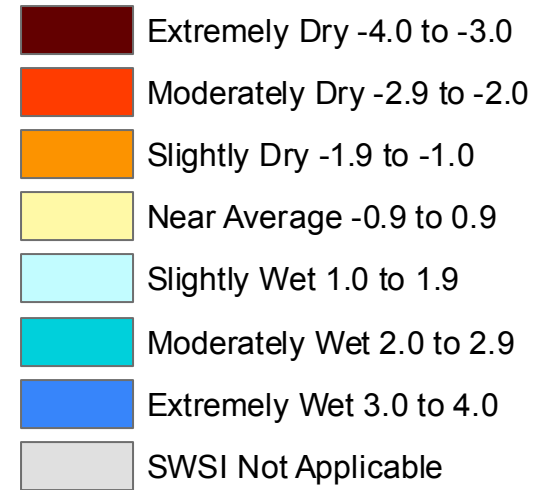 Extremely Dry -4.0 to -3.0
Moderately Dry -2.9 to -2.0
Slightly Dry -1.9 to -1.0
Near Average -0.9 to 0.9
Slightly Wet 1.0 to 1.9
Moderately Wet 2.0 to 2.9
Extremely Wet 3.0 to 4.0
SWSI Not Applicable